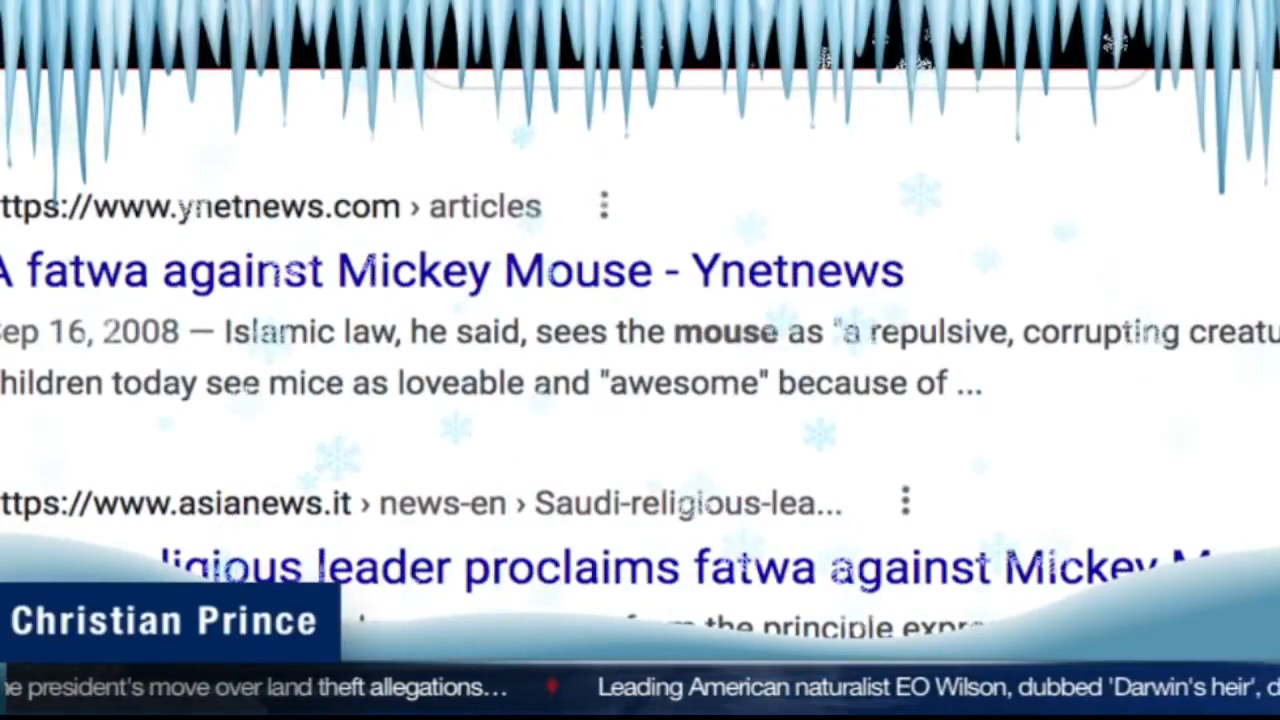 ttps://www.ynetnews.com › articles
A fatwa against Mickey Mouse - Ynetnews
Sep 16, 2008 — Islamic law, he said, sees the mouse as "a repulsive, corrupting creatu
hildren today see mice as loveable and "awesome" because of ...
ttps://www.asianews.it › news-en › Saudi-religious-lea...
ligious leader proclaims fatwa against Mickey M
from the principle expre
Christian Prince
he president's move over land theft allegations...
Leading American naturalist EO Wilson, dubbed 'Darwin's heir', d